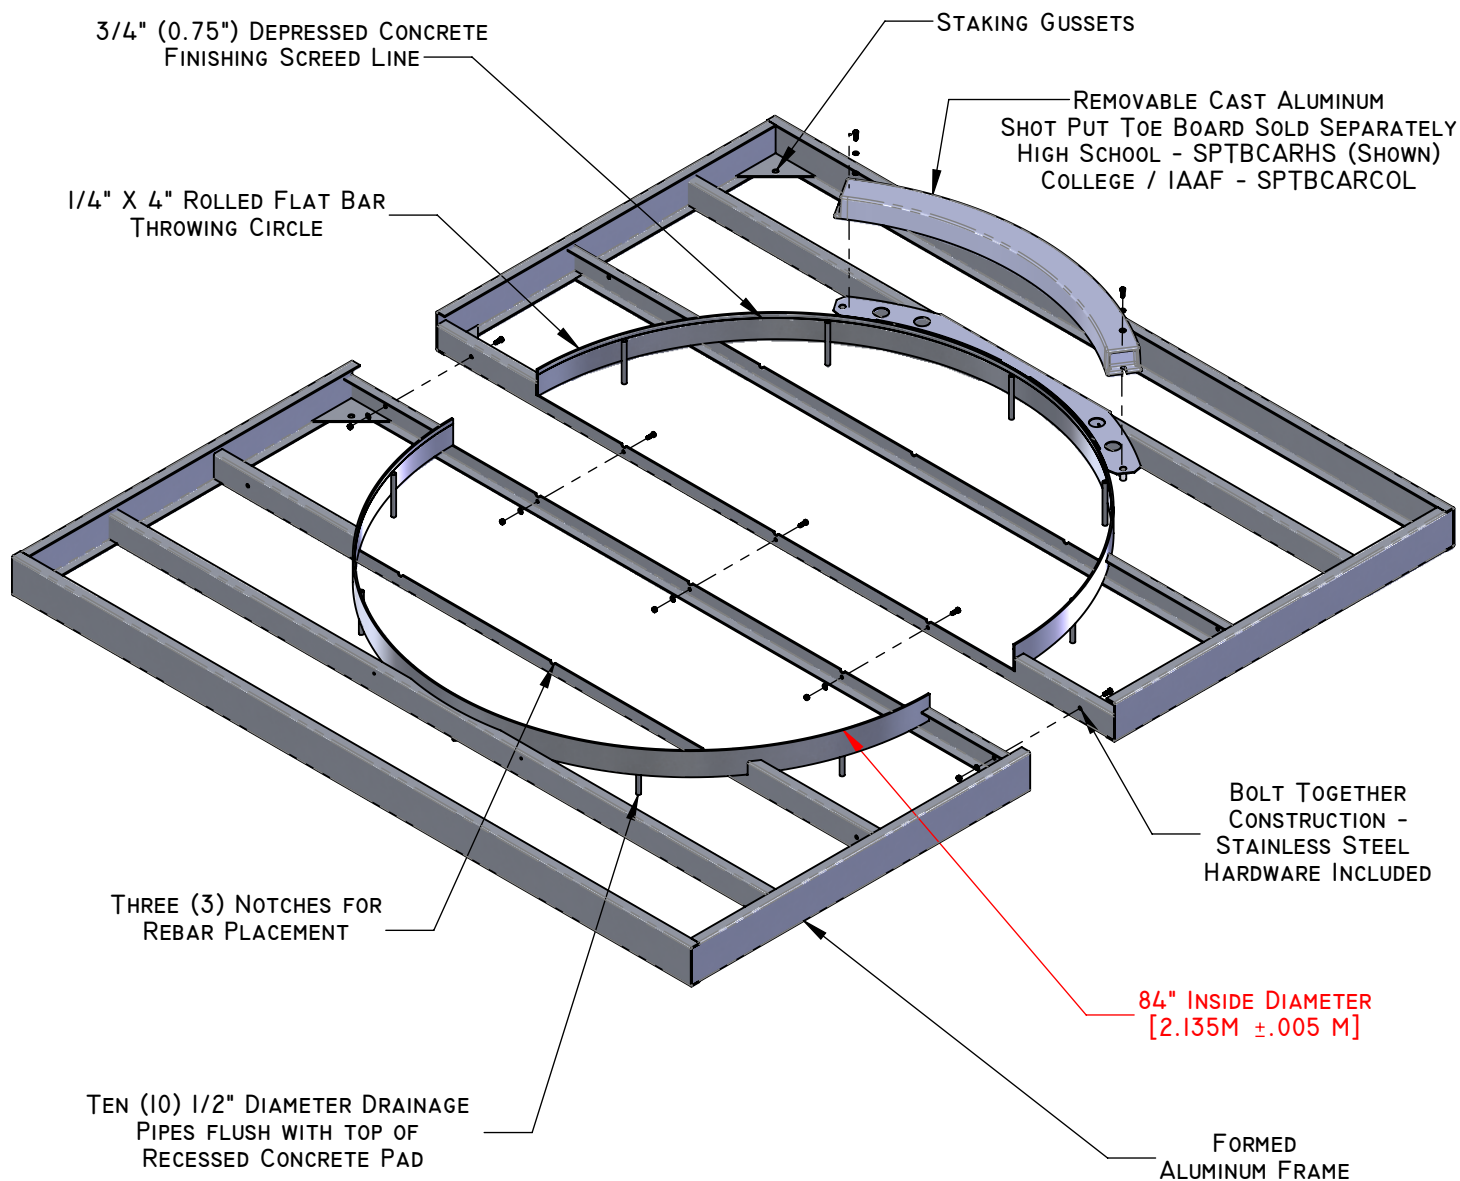 3/4" (0.75") Depressed Concrete
Finishing Screed Line
Staking Gussets
Removable Cast Aluminum
Shot Put Toe Board Sold Separately
High School - SPTBCARHS (Shown)
College / IAAF - SPTBCARCOL
1/4" X 4" Rolled Flat Bar
Throwing Circle
Bolt Together
Construction -
Stainless Steel
Hardware Included
Three (3) Notches for
Rebar Placement
84" Inside Diameter
[2.135M ±.005 M]
Ten (10) 1/2" Diameter Drainage
Pipes flush with top of
Recessed Concrete Pad
Formed
Aluminum Frame